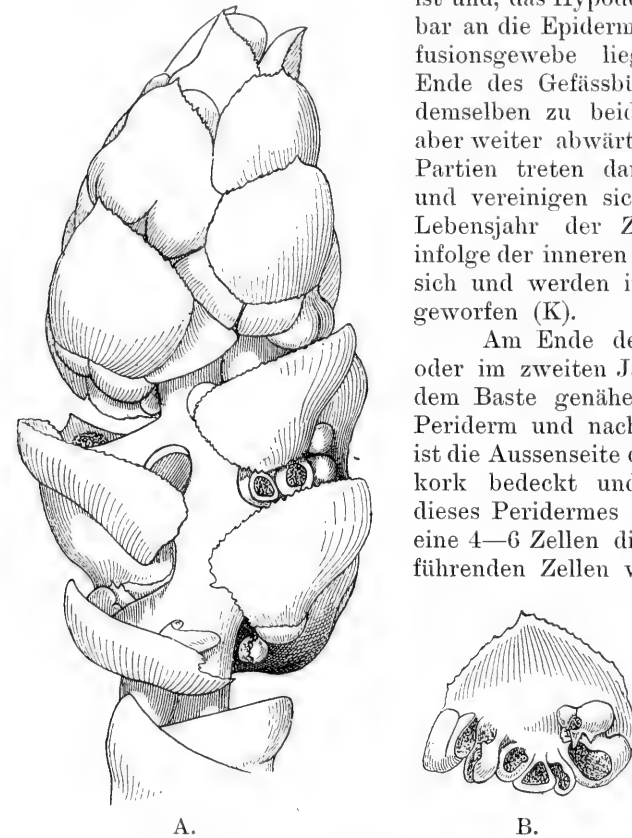 ist und, das Hypode
bar an die Epiderm
fusionsgewebe lieg
Ende des Gefässbi
demselben zu beid
aber weiter abwärt
Partien treten dar
und vereinigen sic
Lebensjahr der Z
infolge der inneren
sich und werden i
geworfen (K).
Am Ende de
oder im zweiten J
dem Baste genähe
Periderm und nach
ist die Aussenseite
kork bedeckt und
dieses Peridermes
eine 4—6 Zellen di
führenden Zellen v
A.
B.